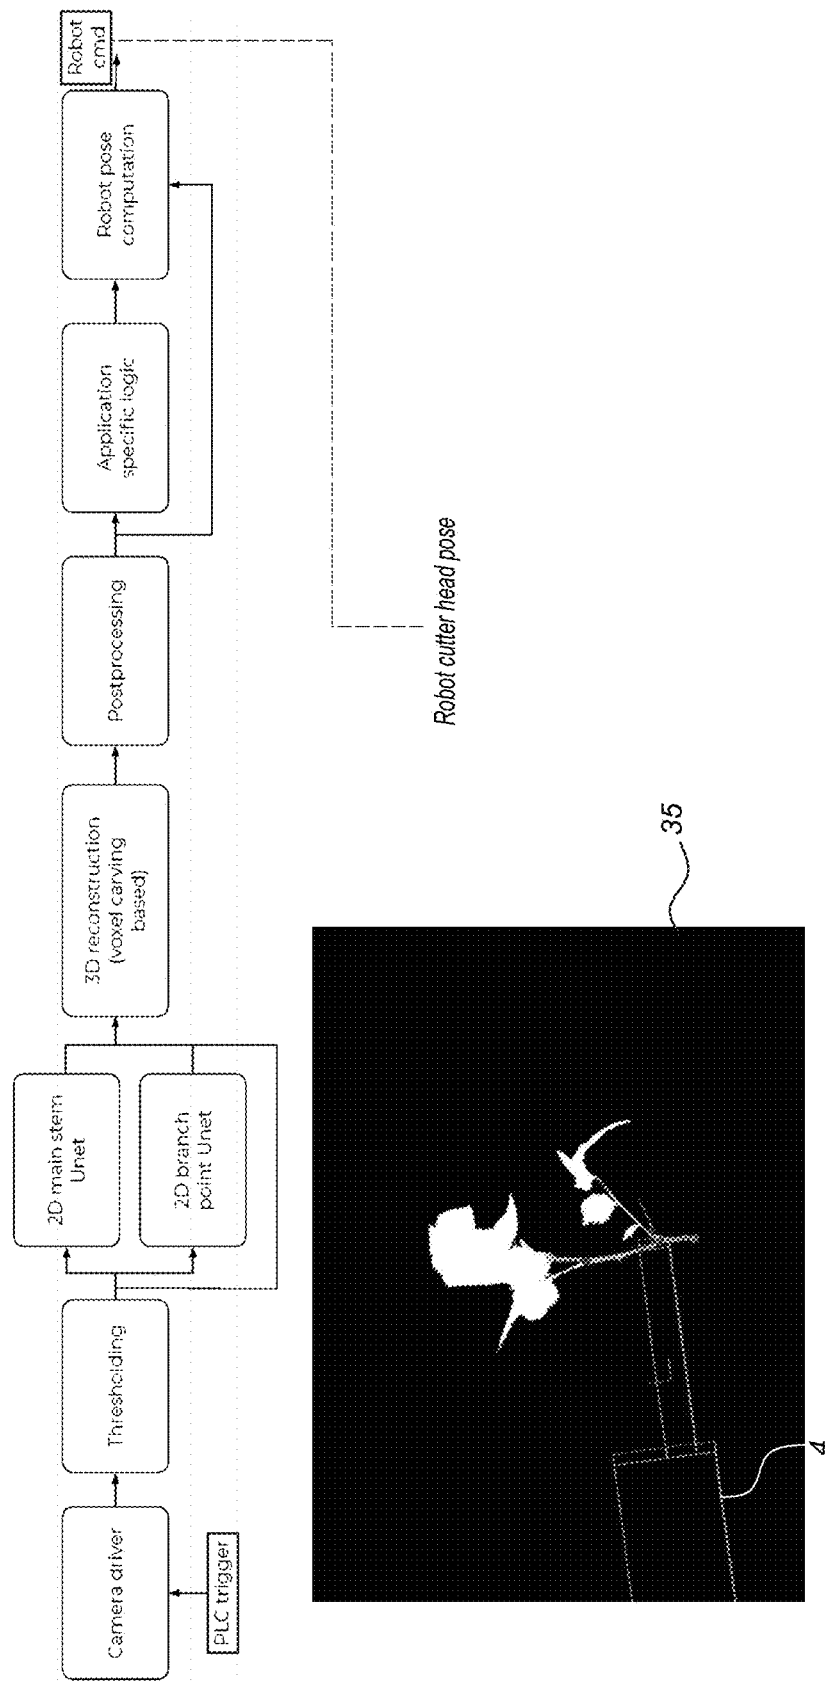 PLC trigger
Camera driver
Thresholding
2D main stem
Unet
2D branch
point Unet
3D reconstruction
(voxel carving
based)
Postprocessing
Application
specific logic
Robot pose
computation
Robot
cmd
Robot cutter head pose
35
4